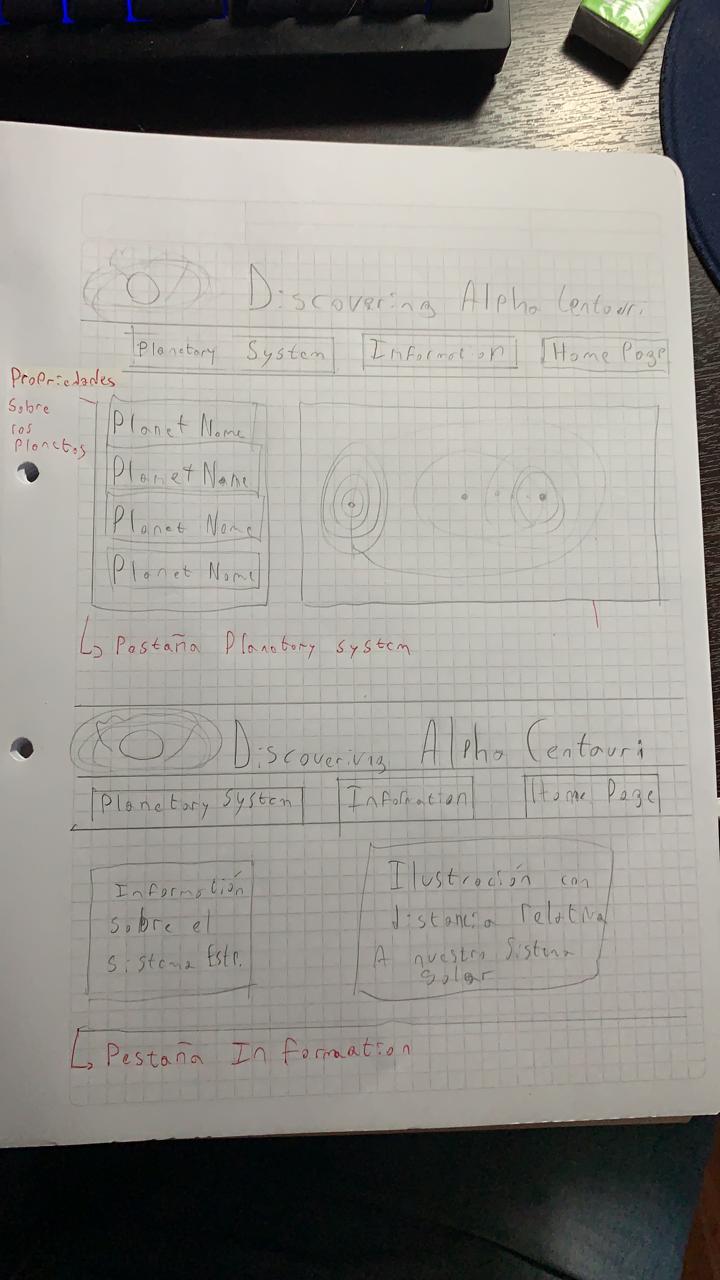 Discovering Alpha Centauri
Planetary System Information Home Page
Propriedades
Sobre
los
Planetas
Planet Name
Planet Name
Planet Name
Planet Name
Pestaña Planetary system
Discovering Alpha Centauri
Planetary System Information Home Page
Información
sobre el
sistema Estr.
Ilustración con
distancia relativa
A nuestro Sistema
Solar
Pestaña Informaation